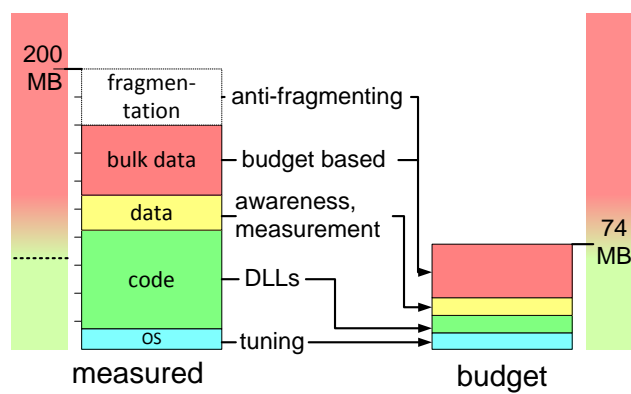 200
MB
fragmen-
tation
anti-fragmenting
bulk data
budget based
data
awareness,
measurement
74
MB
code
DLLs
OS
tuning
measured
budget